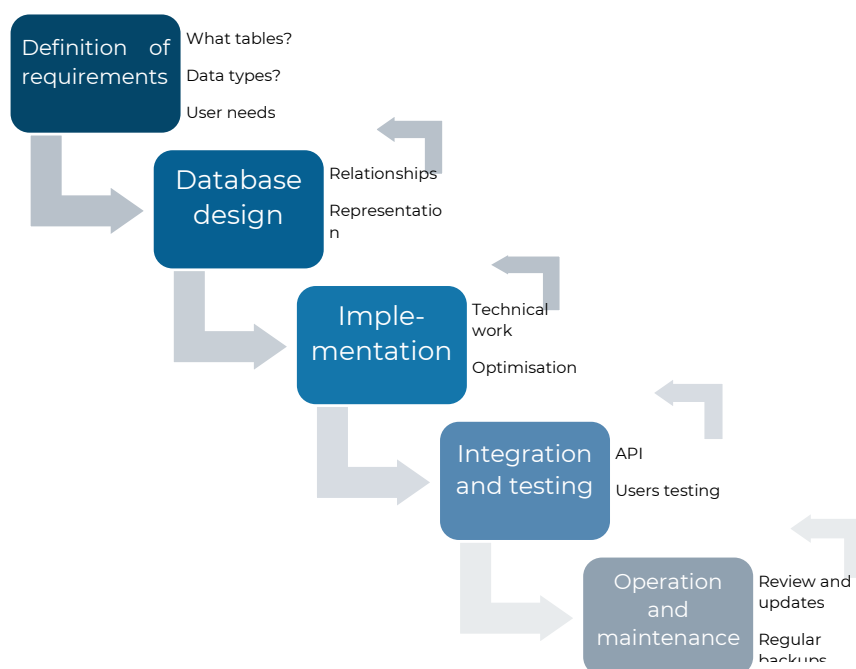 Definition of
requirements
What tables?
Data types?
User needs
Database
design
Relationships
Representatio
n
Imple-
mentation
Technical
work
Optimisation
Integration
and testing
API
Users testing
Operation
and
maintenance
Review and
updates
Regular
backups